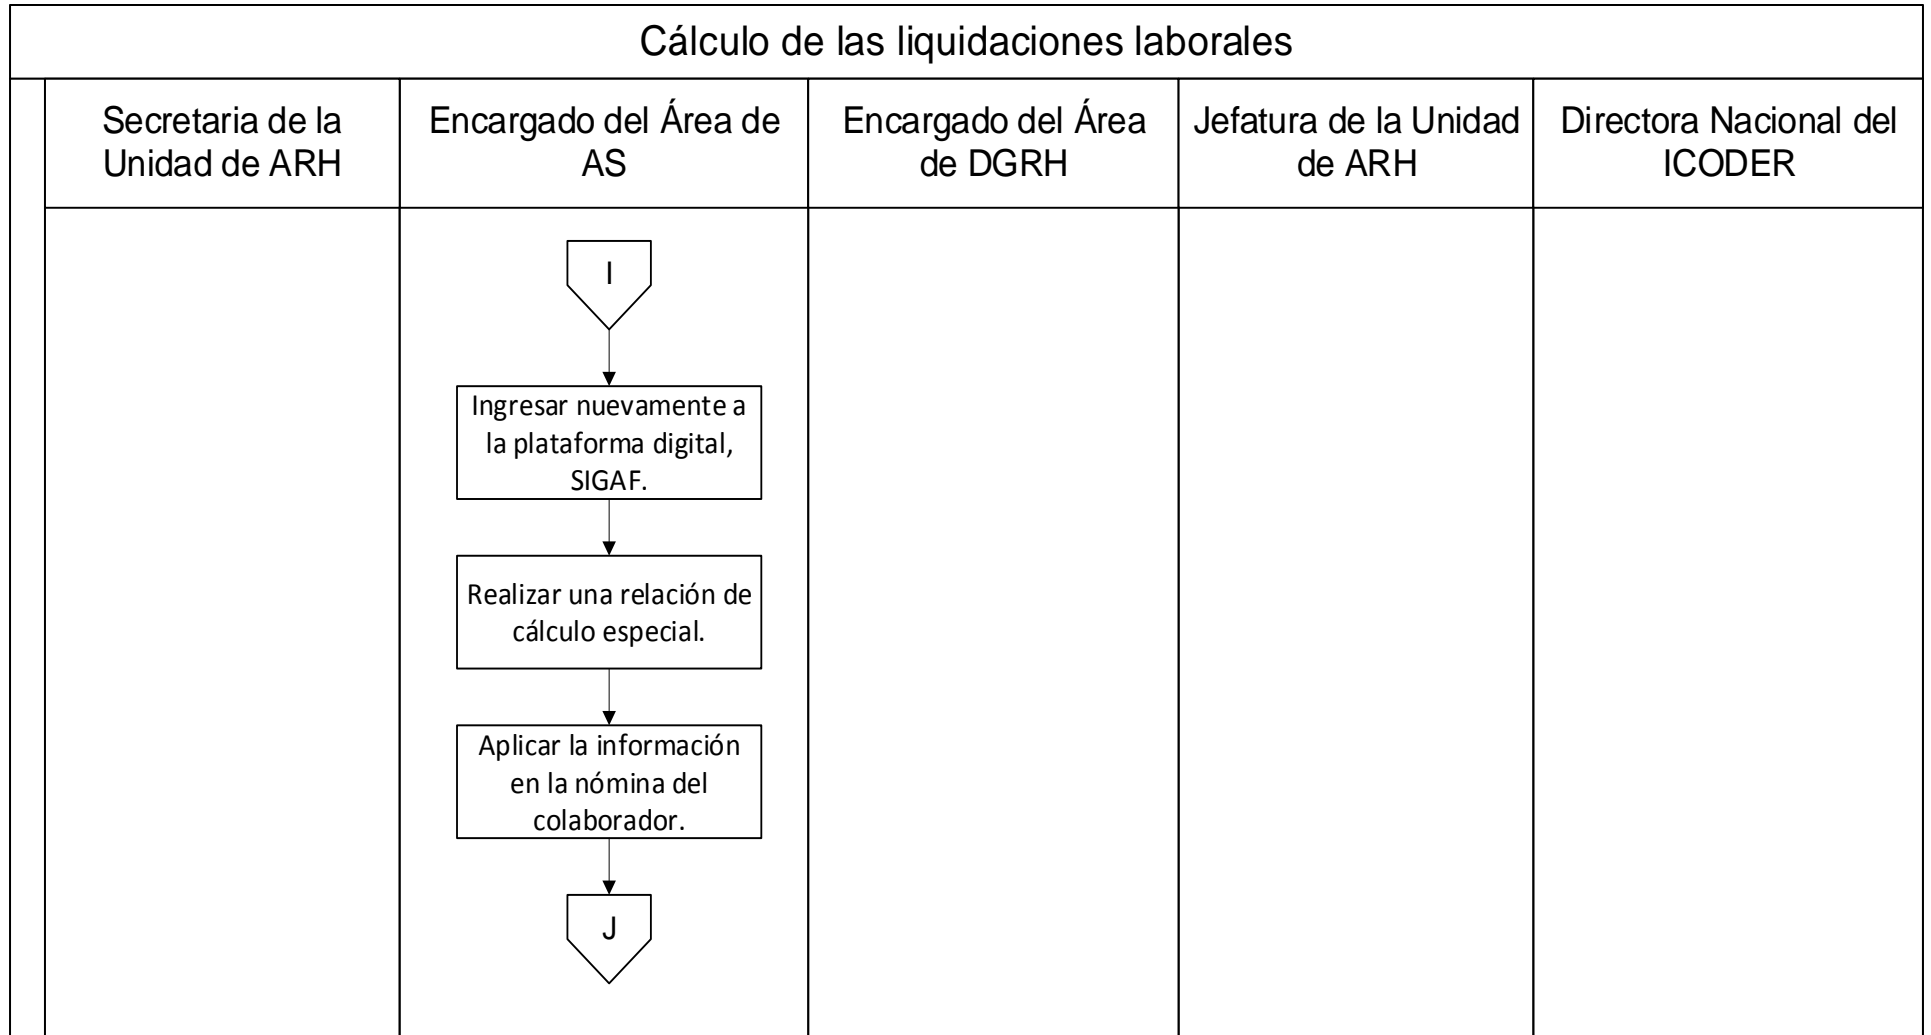 Cálculo de las liquidaciones laborales
Secretaria de la
Unidad de ARH
Encargado del Área de
AS
Encargado del Área
de DGRH
Jefatura de la Unidad
de ARH
Directora Nacional del
ICODER
I
Ingresar nuevamente a
la plataforma digital,
SIGAF.
Realizar una relación de
cálculo especial.
Aplicar la información
en la nómina del
colaborador.
J